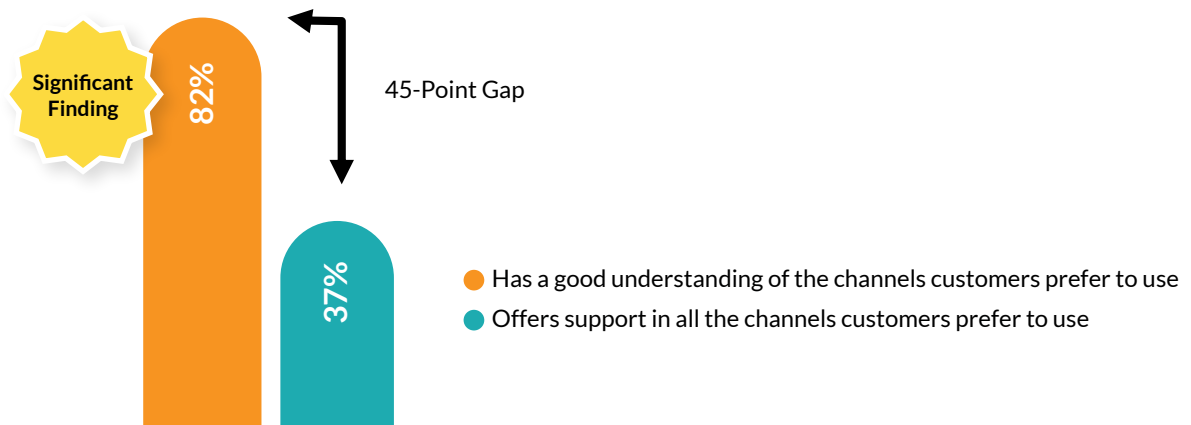 Significant
Finding
82%
45-Point Gap
37%
Has a good understanding of the channels customers prefer to use
Offers support in all the channels customers prefer to use